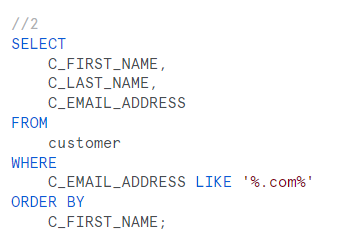 //2
SELECT
    C_FIRST_NAME,
    C_LAST_NAME,
    C_EMAIL_ADDRESS
FROM
    customer
WHERE
    C_EMAIL_ADDRESS LIKE '%.com%'
ORDER BY
    C_FIRST_NAME;